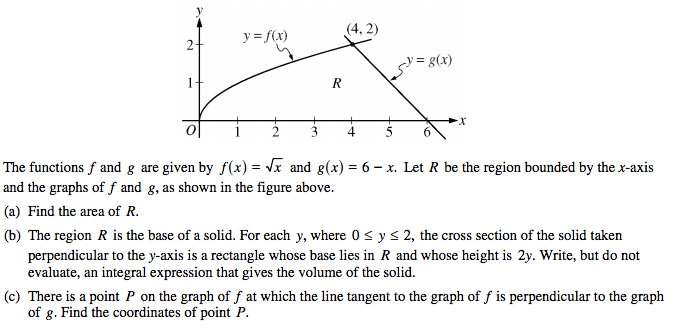 y
y = f(x)
(4, 2)
2
y = g(x)
1
R
O 1 2 3 4 5 6 x
The functions f and g are given by f(x) = √x and g(x) = 6 − x. Let R be the region bounded by the x-axis
and the graphs of f and g, as shown in the figure above.
(a) Find the area of R.
(b) The region R is the base of a solid. For each y, where 0 ≤ y ≤ 2, the cross section of the solid taken
perpendicular to the y-axis is a rectangle whose base lies in R and whose height is 2y. Write, but do not
evaluate, an integral expression that gives the volume of the solid.
(c) There is a point P on the graph of f at which the line tangent to the graph of f is perpendicular to the graph
of g. Find the coordinates of point P.